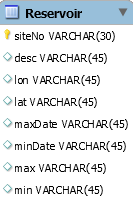 Reservoir
siteNo VARCHAR(30)
desc VARCHAR(45)
lon VARCHAR(45)
lat VARCHAR(45)
maxDate VARCHAR(45)
minDate VARCHAR(45)
max VARCHAR(45)
min VARCHAR(45)